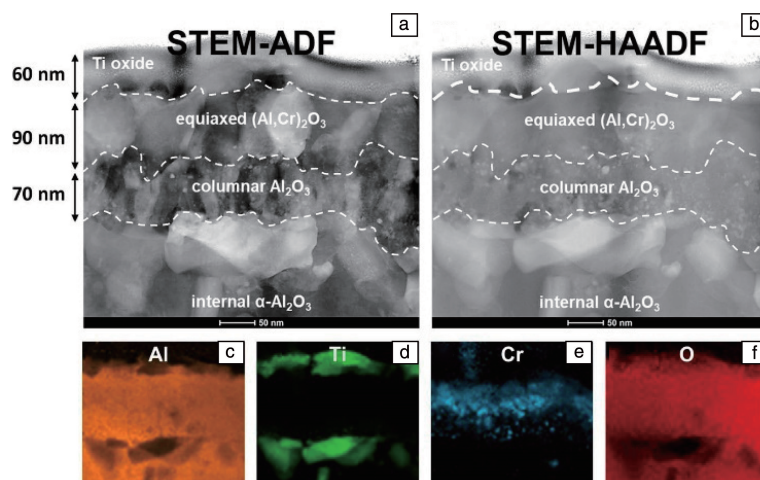 a
b
STEM-ADF
STEM-HAADF
60 nm
Ti oxide
Ti oxide
90 nm
equiaxed (Al,Cr)₂O₃
equiaxed (Al,Cr)₂O₃
70 nm
columnar Al₂O₃
columnar Al₂O₃
internal α-Al₂O₃
internal α-Al₂O₃
50 nm
50 nm
Al
c
Ti
d
Cr
e
O
f